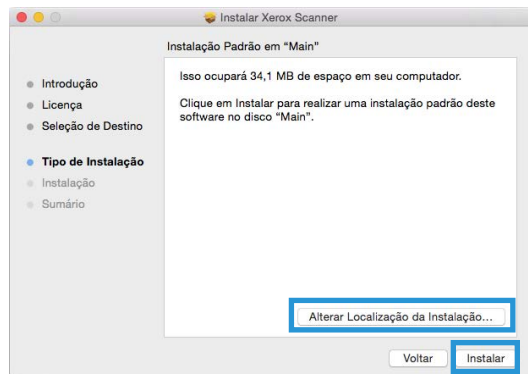 Instalar Xerox Scanner
Instalação Padrão em “Main”
Introdução
Licença
Seleção de Destino
Tipo de Instalação
Instalação
Sumário
Isso ocupará 34,1 MB de espaço em seu computador.
Clique em Instalar para realizar uma instalação padrão deste
software no disco “Main”.
Alterar Localização da Instalação...
Voltar
Instalar